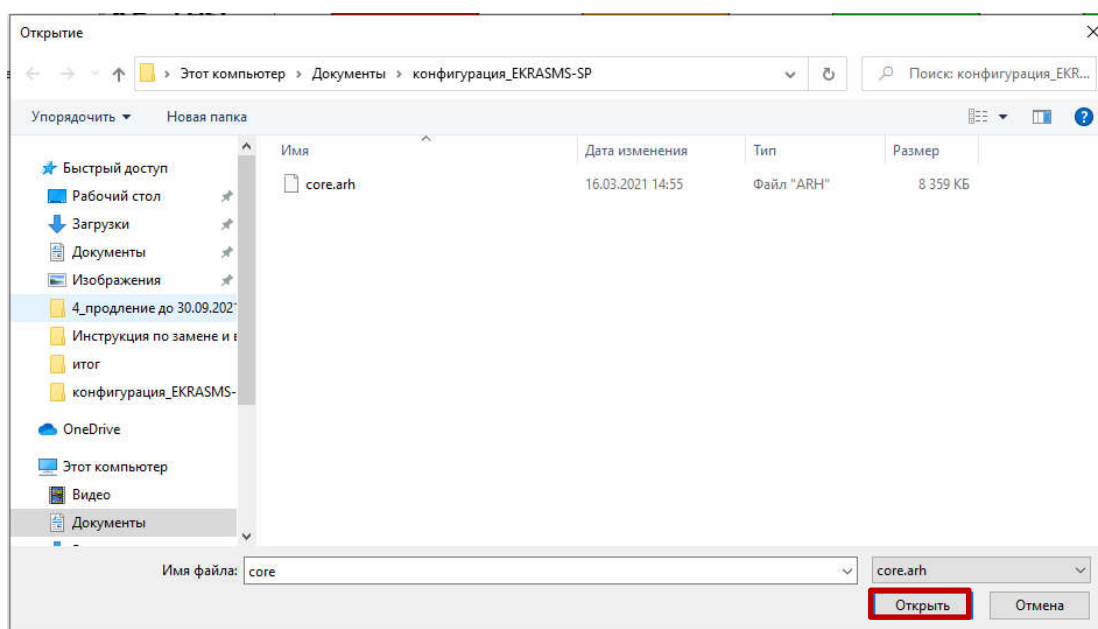 Открытие
Этот компьютер › Документы › конфигурация_EKRASMS-SP
Поиск: конфигурация_EKR...
Упорядочить
Новая папка
Имя Дата изменения Тип Размер
core.arh 16.03.2021 14:55 Файл "ARH" 8 359 КБ
Быстрый доступ
Рабочий стол
Загрузки
Документы
Изображения
4_продление до 30.09.202
Инструкция по замене и
итог
конфигурация_EKRASMS-
OneDrive
Этот компьютер
Видео
Документы
Имя файла: core
core.arh
Открыть
Отмена